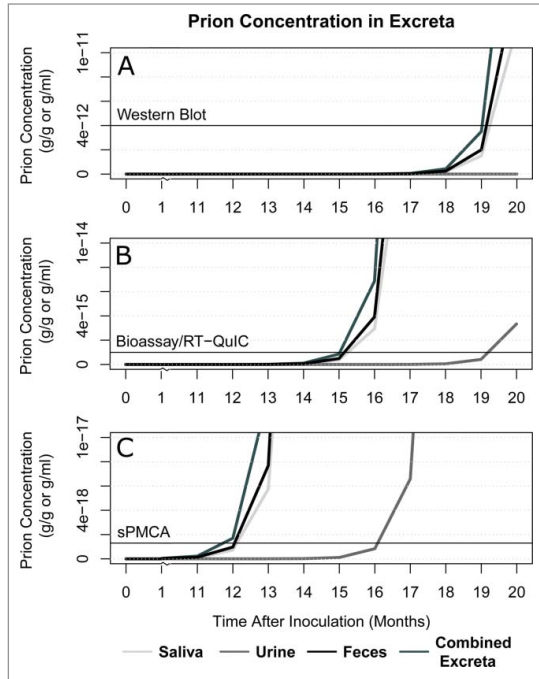 Prion Concentration in Excreta
Prion Concentration
(g/g or g/ml)
1e-11
4e-12
0
A
Western Blot
0 1 11 12 13 14 15 16 17 18 19 20
Prion Concentration
(g/g or g/ml)
1e-14
4e-15
0
B
Bioassay/RT-QuIC
0 1 11 12 13 14 15 16 17 18 19 20
Prion Concentration
(g/g or g/ml)
1e-17
4e-18
0
C
sPMCA
0 1 11 12 13 14 15 16 17 18 19 20
Time After Inoculation (Months)
Saliva Urine Feces Combined
Excreta